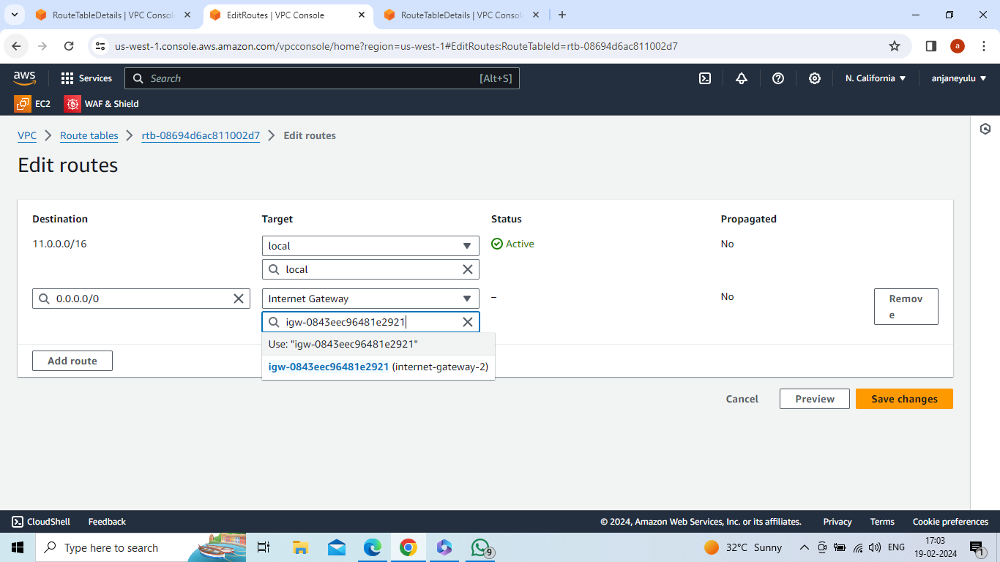 RouteTableDetails | VPC Consol
EditRoutes | VPC Console
RouteTableDetails | VPC Consol
us-west-1.console.aws.amazon.com/vpcconsole/home?region=us-west-1#EditRoutes:RouteTableId=rtb-08694d6ac811002d7
a
aws
Services
Search
[Alt+S]
N. California
anjaneyulu
EC2
WAF & Shield
VPC
Route tables
rtb-08694d6ac811002d7
Edit routes
Edit routes
Destination
Target
Status
Propagated
11.0.0.0/16
local
Active
No
local
0.0.0.0/0
Internet Gateway
–
No
Remov
e
igw-0843eec96481e2921
Use: "igw-0843eec96481e2921"
igw-0843eec96481e2921 (internet-gateway-2)
Add route
Cancel
Preview
Save changes
CloudShell
Feedback
© 2024, Amazon Web Services, Inc. or its affiliates.
Privacy
Terms
Cookie preferences
Type here to search
9
32°C Sunny
ENG
17:03
19-02-2024
1